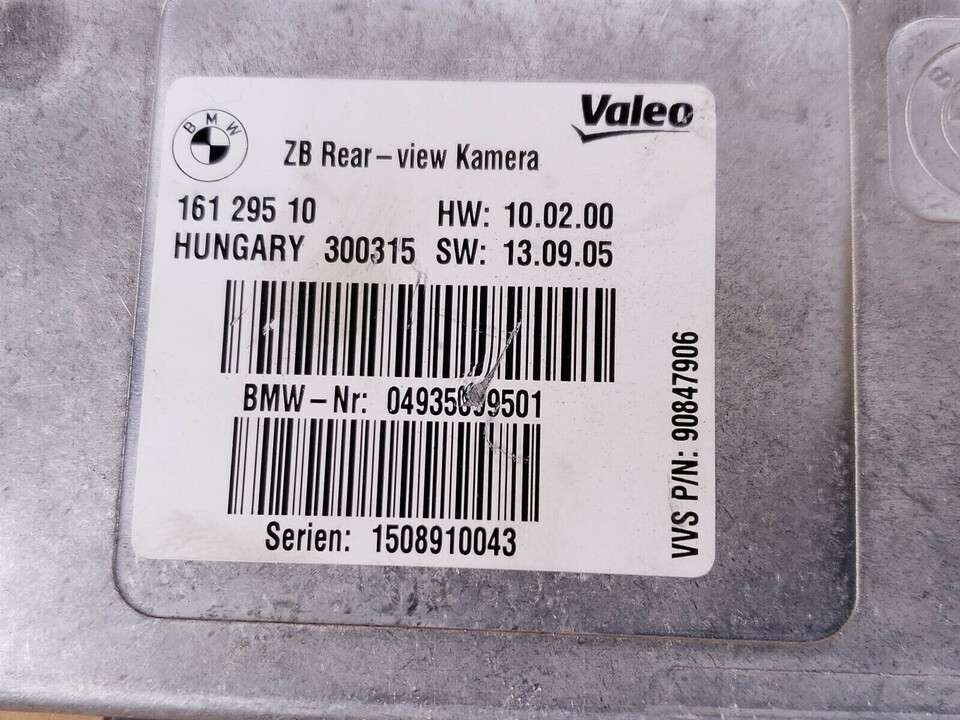 BMW
Valeo
ZB Rear-view Kamera
161 295 10 HW: 10.02.00
HUNGARY 300315 SW: 13.09.05
BMW-Nr:
Serien: 1508910043
VVS P/N: 90847906